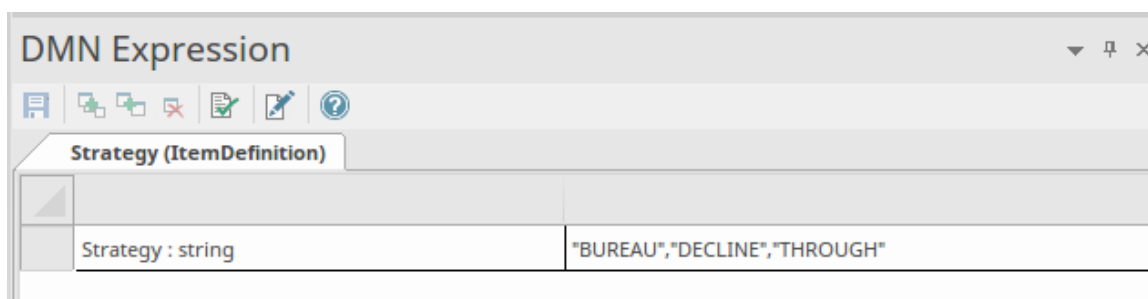 DMN Expression
Strategy (ItemDefinition)
Strategy : string "BUREAU","DECLINE","THROUGH"